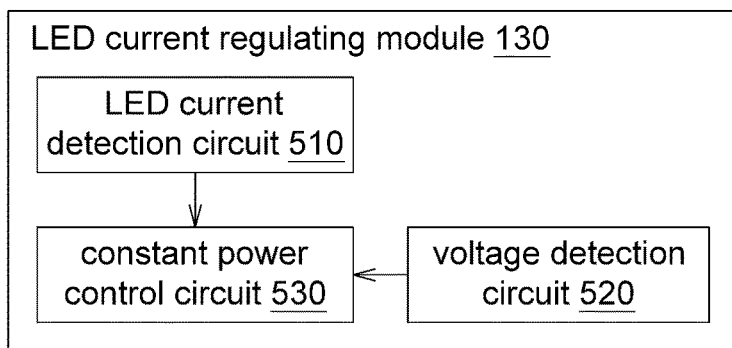 LED current regulating module 130
LED current
detection circuit 510
constant power
control circuit 530
voltage detection
circuit 520